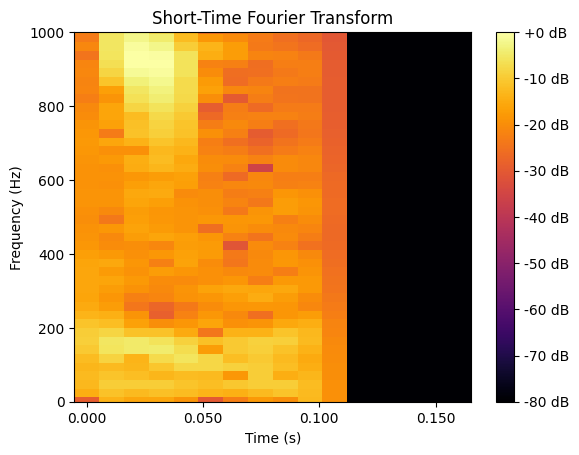 Short-Time Fourier Transform
1000
800
600
400
200
0
Frequency (Hz)
0.000
0.050
0.100
0.150
Time (s)
+0 dB
-10 dB
-20 dB
-30 dB
-40 dB
-50 dB
-60 dB
-70 dB
-80 dB